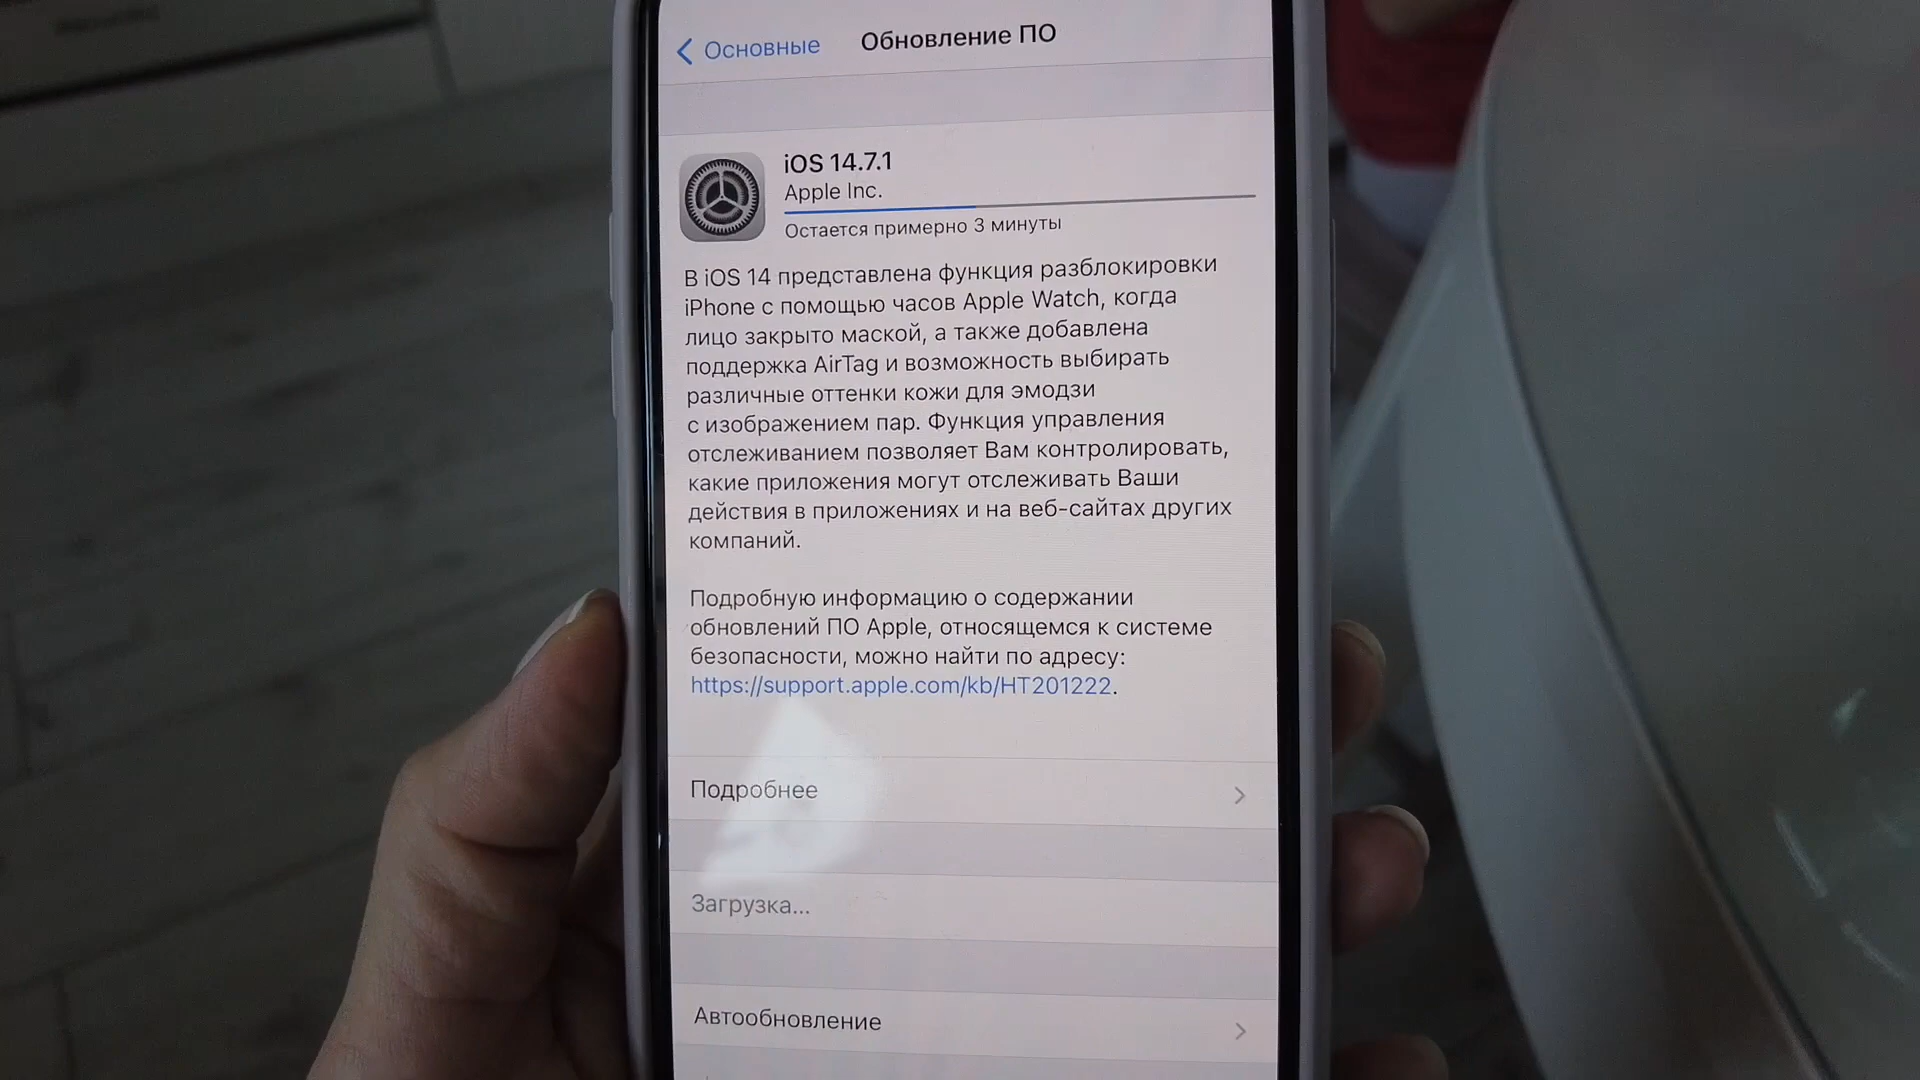 Основные
Обновление ПО
iOS 14.7.1
Apple Inc.
Остается примерно 3 минуты
В iOS 14 представлена функция разблокировки
iPhone с помощью часов Apple Watch, когда
лицо закрыто маской, а также добавлена
поддержка AirTag и возможность выбирать
различные оттенки кожи для эмодзи
с изображением пар. Функция управления
отслеживанием позволяет Вам контролировать,
какие приложения могут отслеживать Ваши
действия в приложениях и на веб-сайтах других
компаний.
Подробную информацию о содержании
обновлений ПО Apple, относящемся к системе
безопасности, можно найти по адресу:
https://support.apple.com/kb/HT201222.
Подробнее
Загрузка...
Автообновление